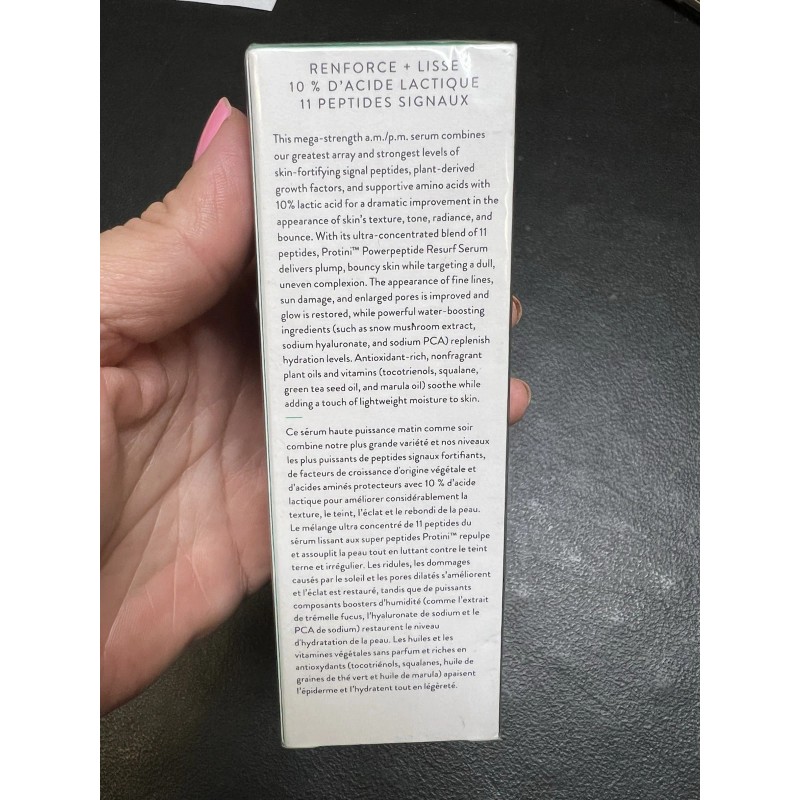 RENFORCE + LISSE
10 % D'ACIDE LACTIQUE
11 PEPTIDES SIGNAUX
This mega-strength a.m./p.m. serum combines
our greatest array and strongest levels of
skin-fortifying signal peptides, plant-derived
growth factors, and supportive amino acids with
10% lactic acid for a dramatic improvement in the
appearance of skin's texture, tone, radiance, and
bounce. With its ultra-concentrated blend of 11
peptides, Protini™ Powerpeptide Resurf Serum
delivers plump, bouncy skin while targeting a dull,
uneven complexion. The appearance of fine lines,
sun damage, and enlarged pores is improved and
glow is restored, while powerful water-boosting
ingredients (such as snow mushroom extract,
sodium hyaluronate, and sodium PCA) replenish
hydration levels. Antioxidant-rich, nonfragrant
plant oils and vitamins (tocotrienols, squalane,
green tea seed oil, and marula oil) soothe while
adding a touch of lightweight moisture to skin.
Ce sérum haute puissance matin comme soir
combine notre plus grande variété et nos niveaux
les plus puissants de peptides signaux fortifiants,
de facteurs de croissance d'origine végétale et
d'acides aminés protecteurs avec 10 % d'acide
lactique pour améliorer considérablement la
texture, le teint, l'éclat et le rebondi de la peau.
Le mélange ultra concentré de 11 peptides du
sérum lissant aux super peptides Protini™ repulpe
et assouplit la peau tout en luttant contre le teint
terne et irrégulier. Les ridules, les dommages
causés par le soleil et les pores dilatés s'améliorent
et l'éclat est restauré, tandis que de puissants
composants boosters d'humidité (comme l'extrait
de trémelle fucus, l'hyaluronate de sodium et le
PCA de sodium) restaurent le niveau
d'hydratation de la peau. Les huiles et les
vitamines végétales sans parfum et riches en
antioxydants (tocotriénols, squalanes, huile de
graines de thé vert et huile de marula) apaisent
l'épiderme et l'hydratent tout en légèreté.